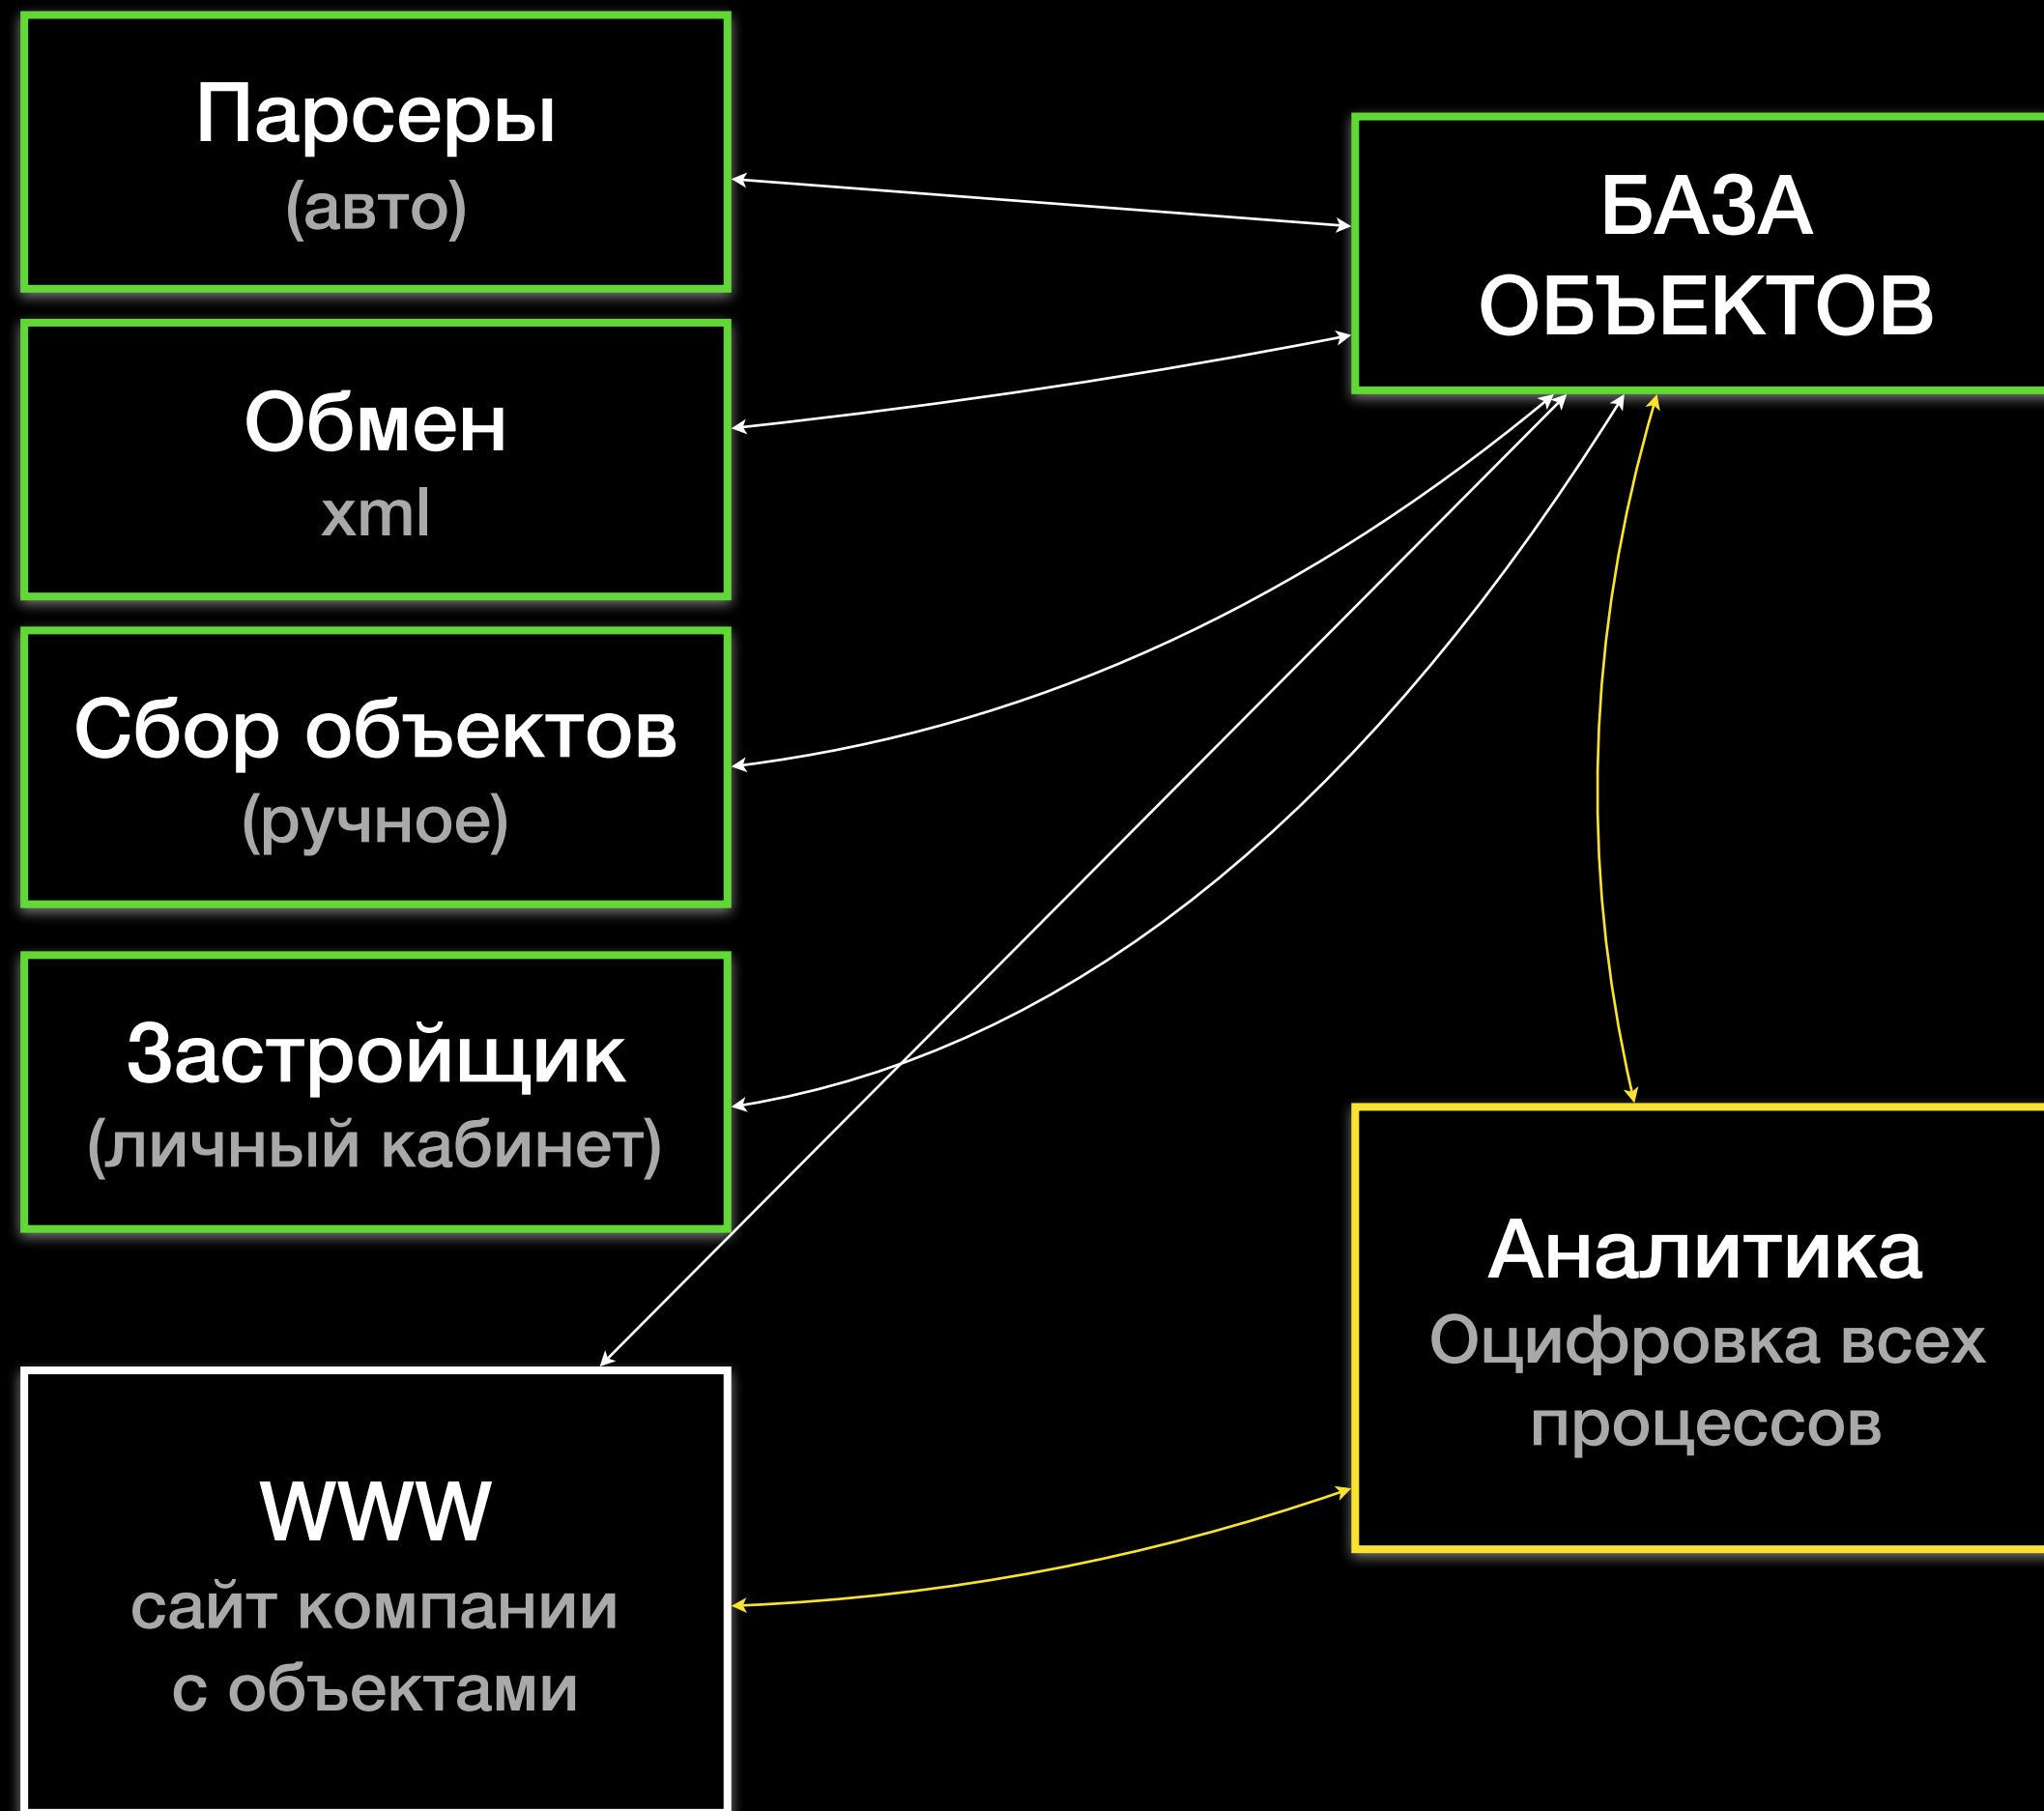 Парсеры
(авто)
Обмен
xml
Сбор объектов
(ручное)
Застройщик
(личный кабинет)
WWW
сайт компании
с объектами
БАЗА
ОБЪЕКТОВ
Аналитика
Оцифровка всех
процессов